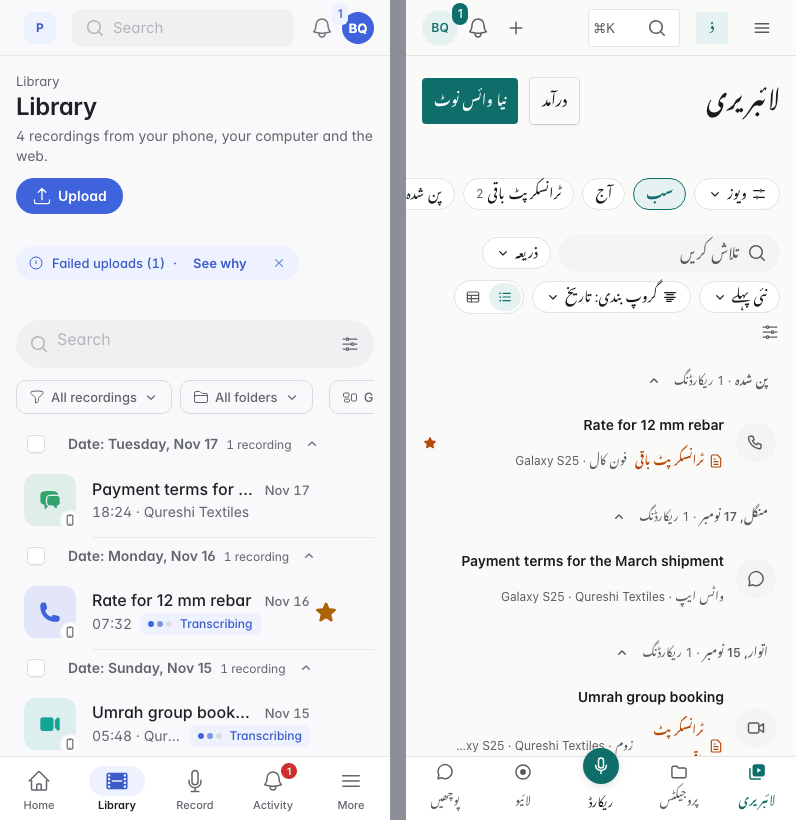 P
Search
1
BQ
Library
Library
4 recordings from your phone, your computer and the
web.
Upload
Failed uploads (1) · See why
Search
All recordings
All folders
G
Date: Tuesday, Nov 17 1 recording
Payment terms for ... Nov 17
18:24 · Qureshi Textiles
Date: Monday, Nov 16 1 recording
Rate for 12 mm rebar Nov 16
07:32 Transcribing
Date: Sunday, Nov 15 1 recording
Umrah group book... Nov 15
05:48 · Qur... Transcribing
1
Home
Library
Record
Activity
More
BQ
1
⌘K
ذ
لائبریری
درآمد
نیا وائس نوٹ
ویوز
سب
آج
ٹرانسکرپٹ باقی 2
پن شدہ
تلاش کریں
ذریعہ
نئی پہلے
گروپ بندی: تاریخ
پن شدہ · 1 ریکارڈنگ
Rate for 12 mm rebar
ٹرانسکرپٹ باقی فون کال · Galaxy S25
منگل, 17 نومبر · 1 ریکارڈنگ
Payment terms for the March shipment
واٹس ایپ · Galaxy S25 · Qureshi Textiles
اتوار, 15 نومبر · 1 ریکارڈنگ
Umrah group booking
ٹرانسکرپٹ
زوم · ...xy S25 · Qureshi Textiles
لائبریری
پروجیکٹس
ریکارڈ
لائیو
پوچھیں